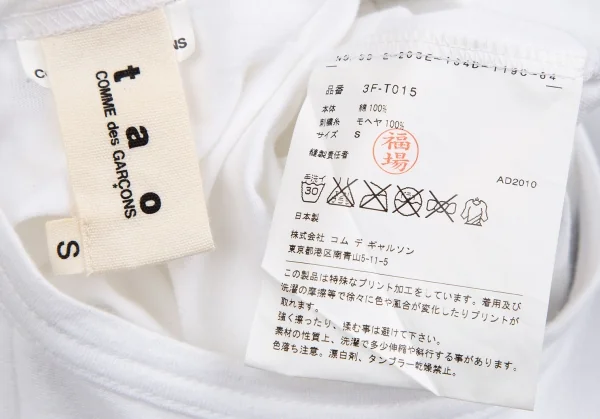 tao
COMME des GARÇONS
*
S
NS
品番 3F-T015
本体 綿100%
刺繍糸 モヘヤ100%
サイズ S
縫製責任者
福場
AD2010
手洗イ
30
日本製
株式会社 コム デ ギャルソン
東京都港区南青山5-11-5
この製品は特殊なプリント加工をしています。着用及び
洗濯の摩擦等で徐々に色や風合が変化したりプリントが
取れます。
強く擦ったり、揉む事は避けて下さい。
素材の性質上、洗濯で多少伸縮や斜行する事があります。
色落ち注意。漂白剤、タンブラー乾燥禁止。